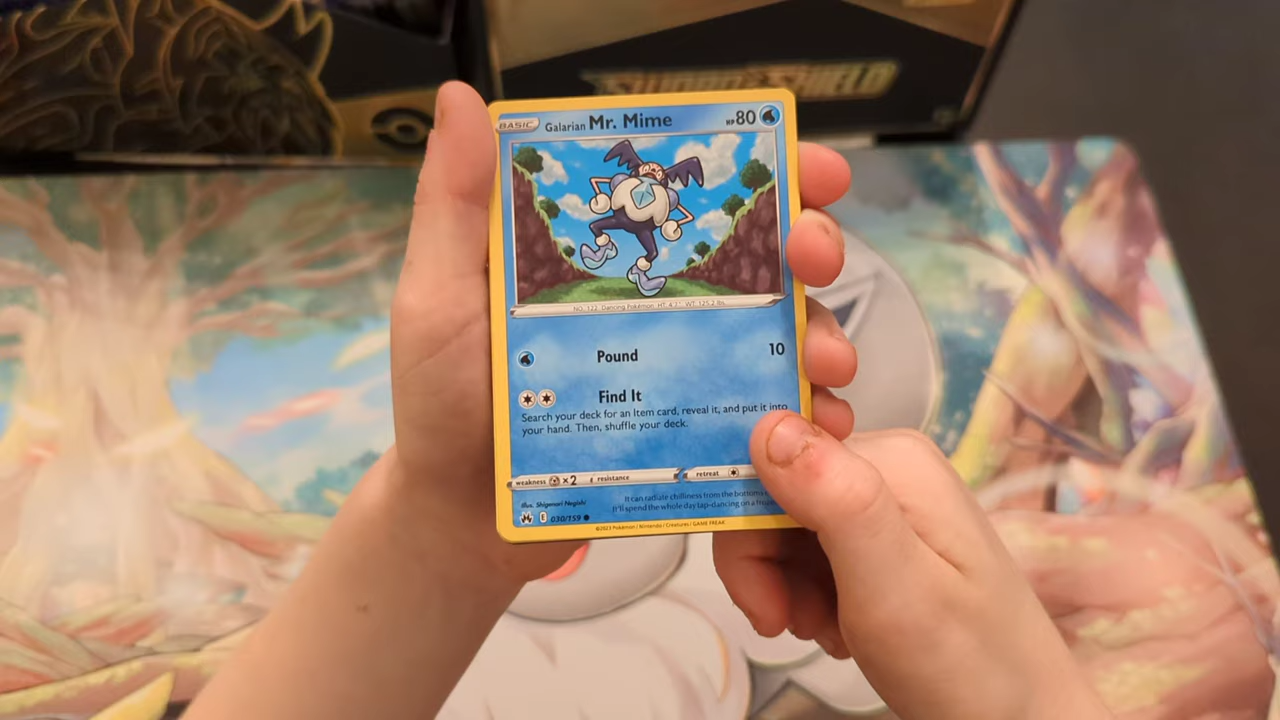 SWORD & SHIELD
BASIC Galarian Mr. Mime HP 80
NO. 122 Dancing Pokémon HT: 4'7" WT: 125.2 lbs.
Pound 10
Find It
Search your deck for an Item card, reveal it, and put it into
your hand. Then, shuffle your deck.
weakness ×2 resistance retreat
Illus. Shigenori Negishi
It can radiate chilliness from the bottoms
It'll spend the whole day tap-dancing on a
E 030/159
©2023 Pokémon / Nintendo / Creatures / GAME FREAK